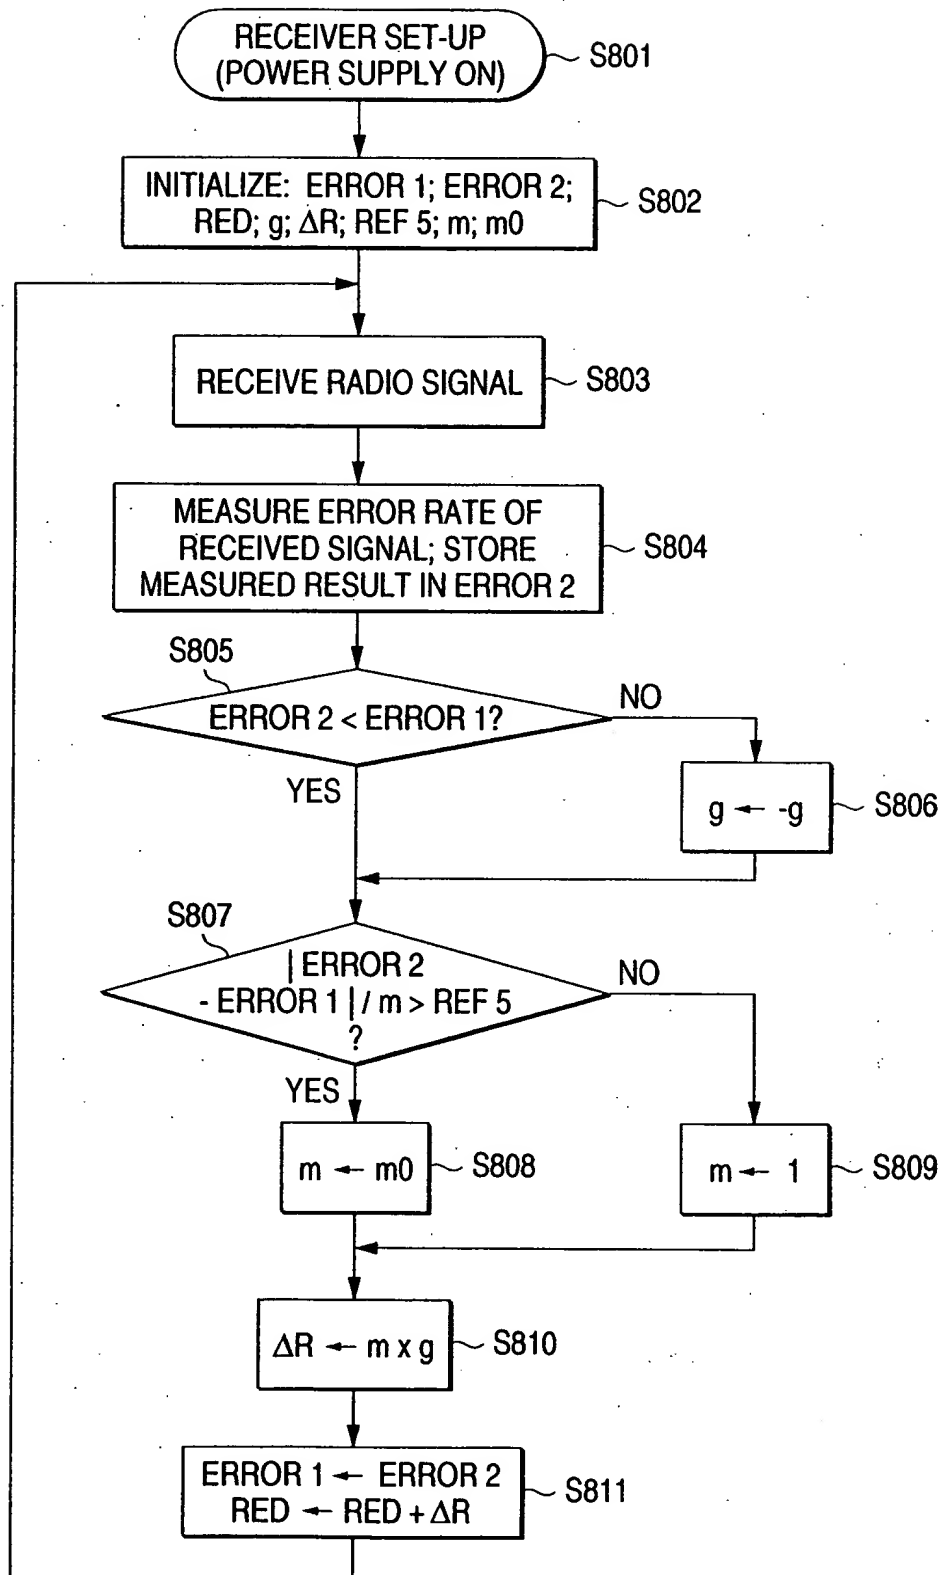 RECEIVER SET-UP
(POWER SUPPLY ON)
S801
INITIALIZE: ERROR 1; ERROR 2;
RED; g; ΔR; REF 5; m; m0
S802
RECEIVE RADIO SIGNAL
S803
MEASURE ERROR RATE OF
RECEIVED SIGNAL; STORE
MEASURED RESULT IN ERROR 2
S804
S805
ERROR 2 < ERROR 1?
NO
YES
g ← -g
S806
S807
| ERROR 2
- ERROR 1 | / m > REF 5
?
NO
YES
m ← m0
S808
m ← 1
S809
ΔR ← m x g
S810
ERROR 1 ← ERROR 2
RED ← RED + ΔR
S811